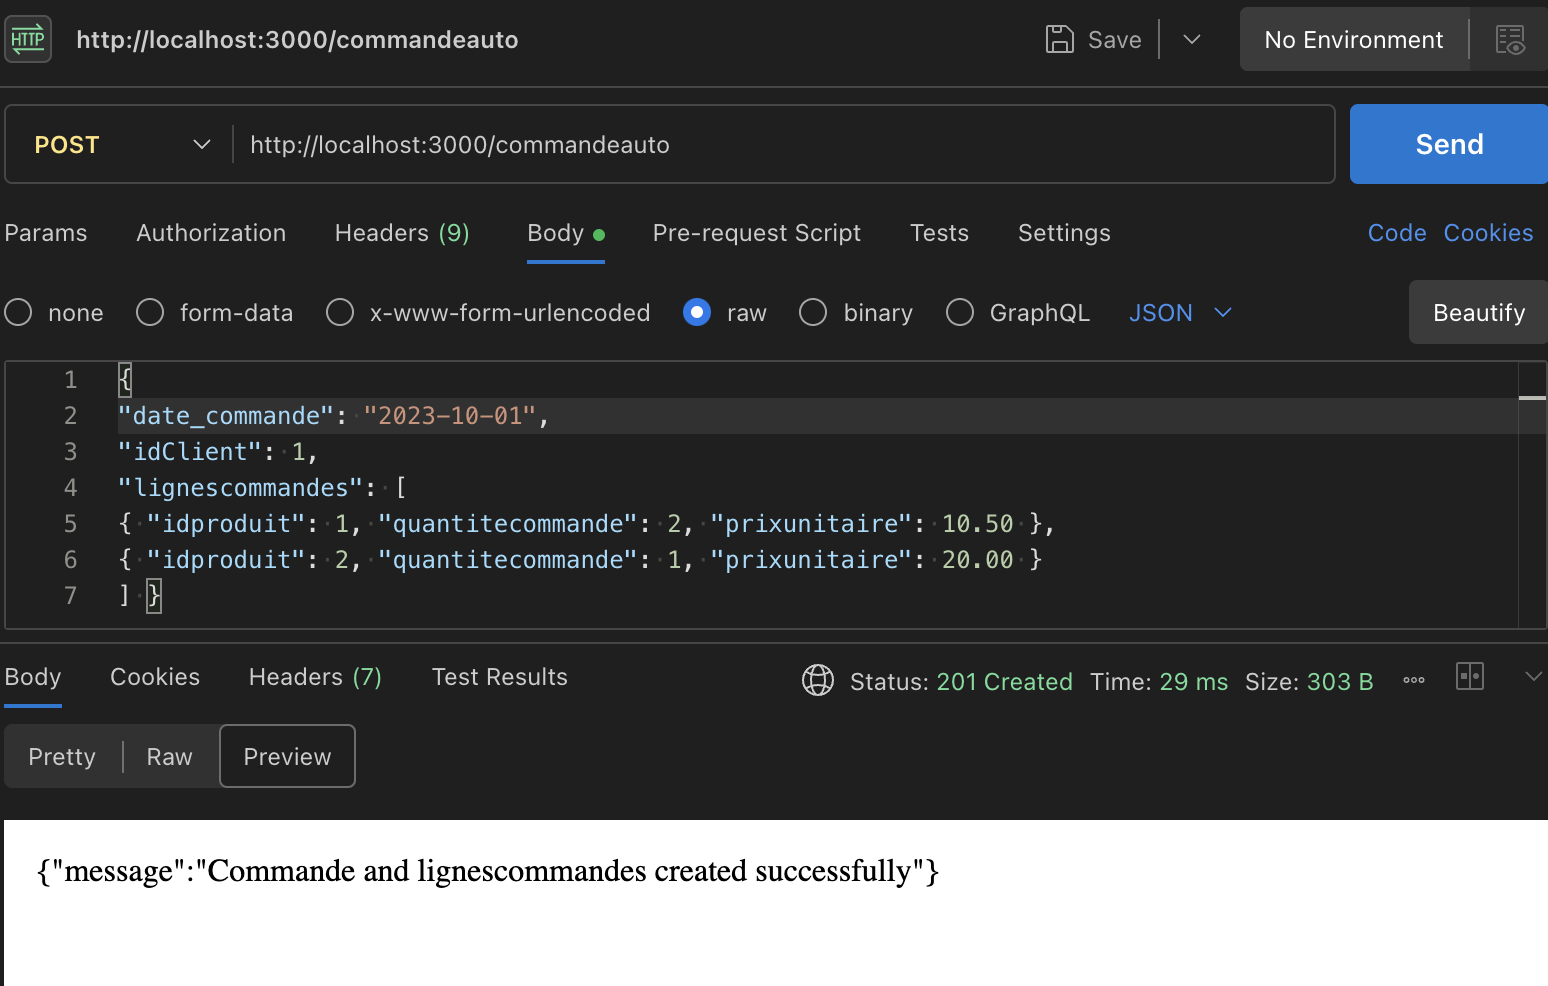 HTTP http://localhost:3000/commandeauto Save No Environment
POST http://localhost:3000/commandeauto Send
Params Authorization Headers (9) Body Pre-request Script Tests Settings Code Cookies
none form-data x-www-form-urlencoded raw binary GraphQL JSON Beautify
1 {
2 "date_commande": "2023-10-01",
3 "idClient": 1,
4 "lignescommandes": [
5 { "idproduit": 1, "quantitecommande": 2, "prixunitaire": 10.50 },
6 { "idproduit": 2, "quantitecommande": 1, "prixunitaire": 20.00 }
7 ] }
Body Cookies Headers (7) Test Results Status: 201 Created Time: 29 ms Size: 303 B
Pretty Raw Preview
{"message":"Commande and lignescommandes created successfully"}